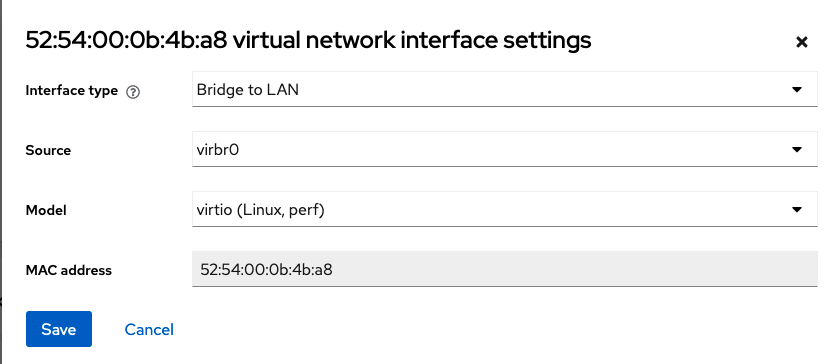 52:54:00:0b:4b:a8 virtual network interface settings
Interface type
Bridge to LAN
Source
virbr0
Model
virtio (Linux, perf)
MAC address
52:54:00:0b:4b:a8
Save
Cancel